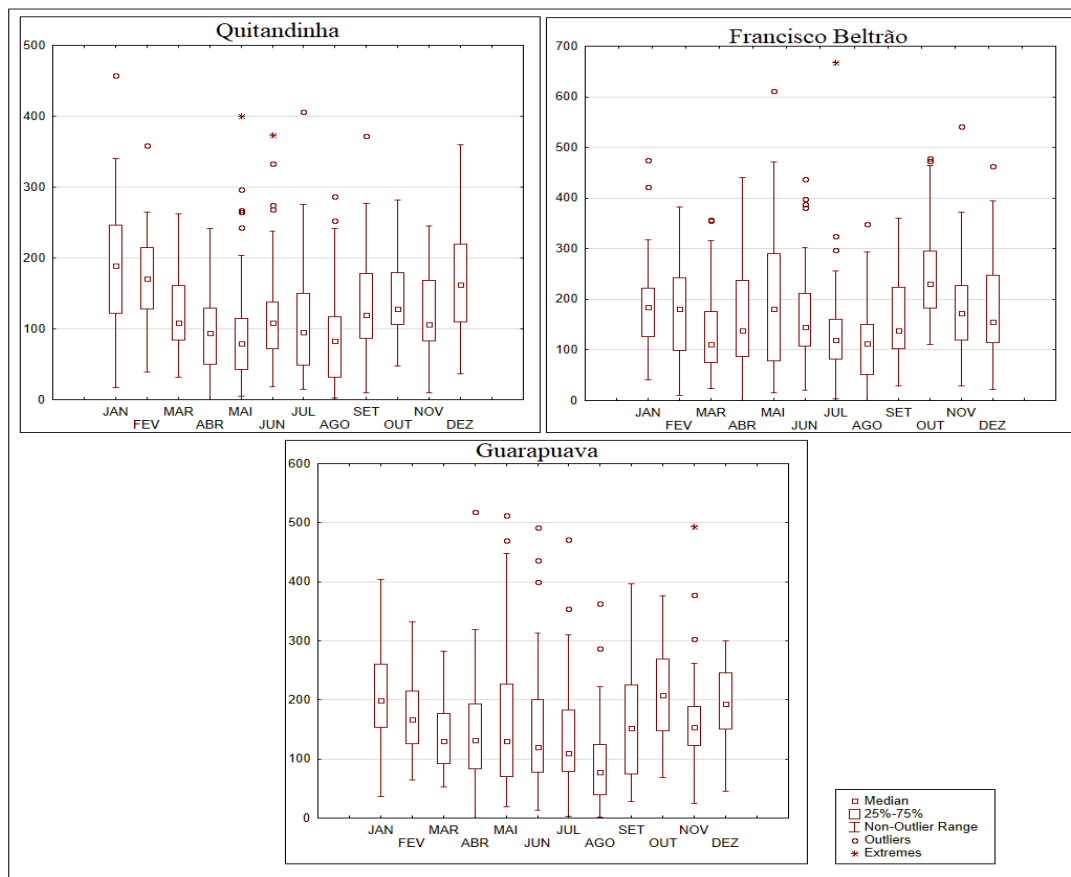 Quitandinha
500
400
300
200
100
0
JAN MAR MAI JUL SET NOV
FEV ABR JUN AGO OUT DEZ
Francisco Beltrão
700
600
500
400
300
200
100
0
JAN MAR MAI JUL SET NOV
FEV ABR JUN AGO OUT DEZ
Guarapuava
600
500
400
300
200
100
0
JAN MAR MAI JUL SET NOV
FEV ABR JUN AGO OUT DEZ
Median
25%-75%
Non-Outlier Range
Outliers
Extremes